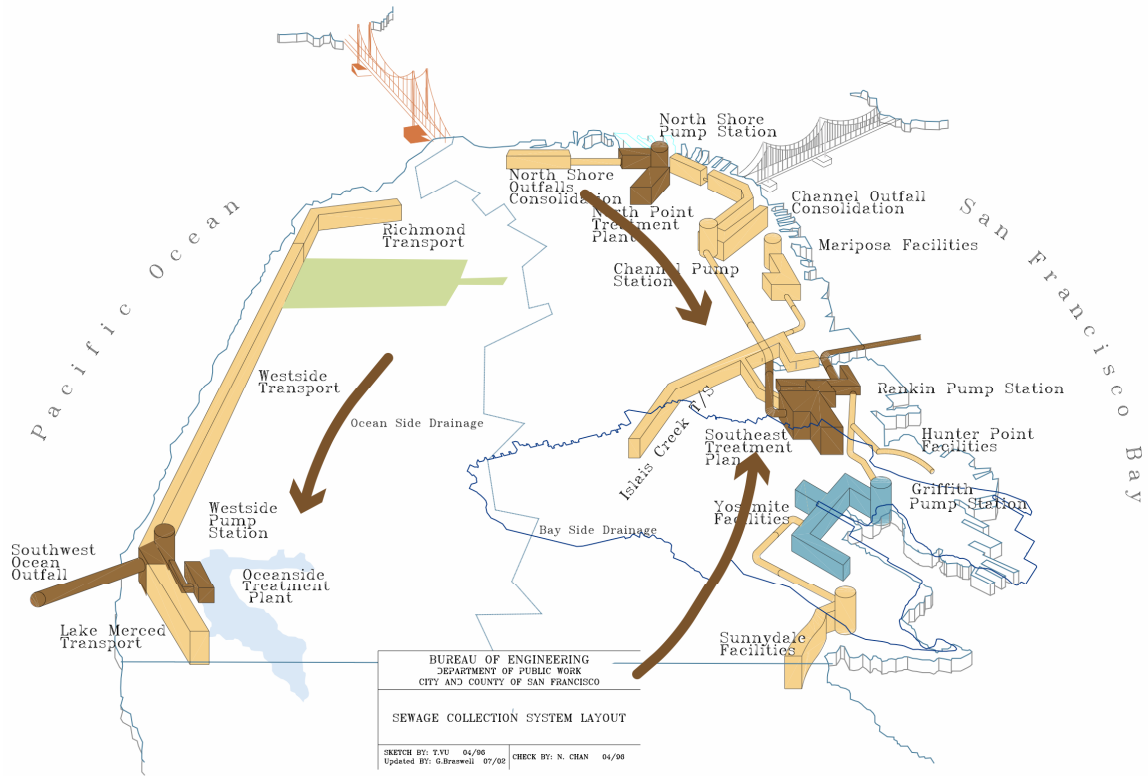 North Shore
Pump Station
North Shore
Outfalls
Consolidation
North Point
Treatment
Plant
Channel Outfall
Consolidation
Mariposa Facilities
Channel Pump
Station
Richmond
Transport
Pacific Ocean
San Francisco Bay
Westside
Transport
Ocean Side Drainage
Rankin Pump Station
Islais Creek T/S
Southeast
Treatment
Plan
Hunter Point
Facilities
Griffith
Pump Station
Yosemite
Facilities
Bay Side Drainage
Westside
Pump
Station
Southwest
Ocean
Outfall
Oceanside
Treatment
Plant
Lake Merced
Transport
Sunnydale
Facilities
BUREAU OF ENGINEERING
DEPARTMENT OF PUBLIC WORK
CITY AND COUNTY OF SAN FRANCISCO
SEWAGE COLLECTION SYSTEM LAYOUT
SKETCH BY: T.VU 04/96
Updated BY: G.Braswell 07/02
CHECK BY: N. CHAN 04/96